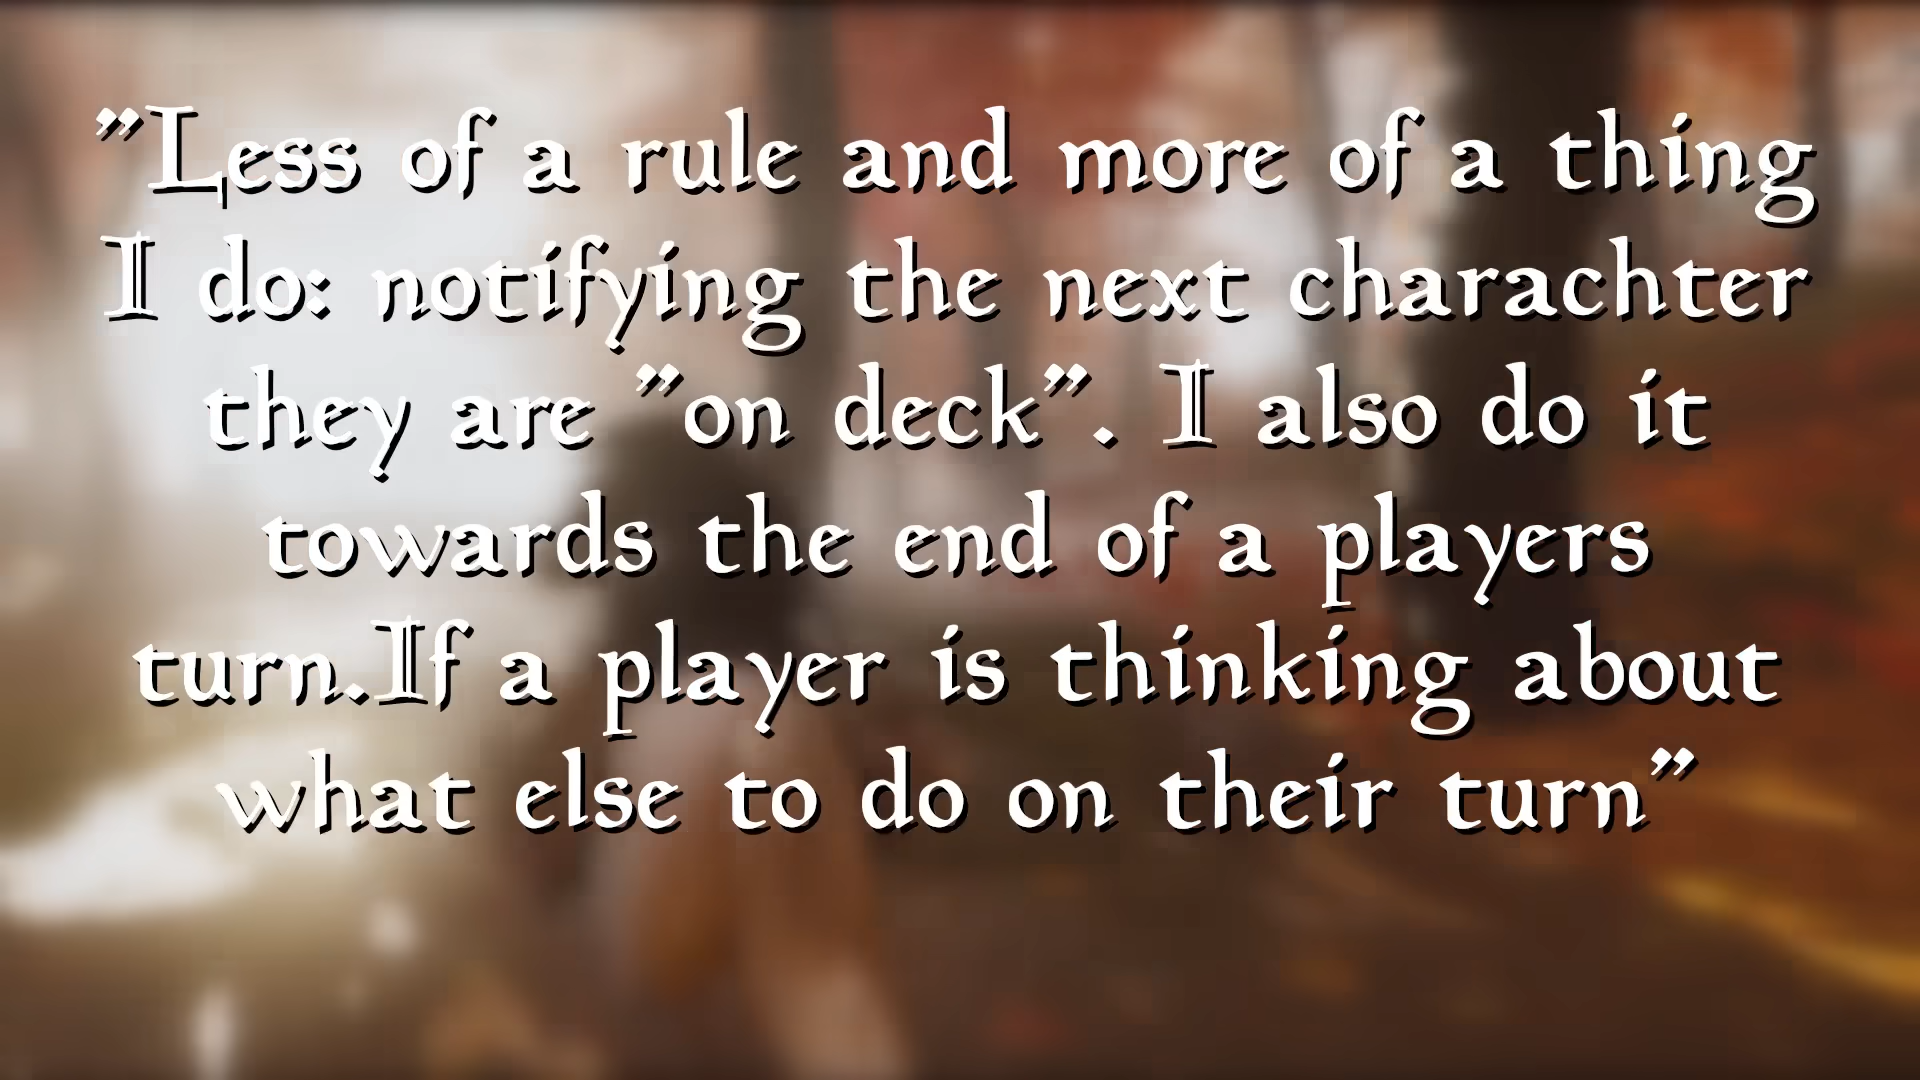 "Less of a rule and more of a thing
I do: notifying the next charachter
they are "on deck". I also do it
towards the end of a players
turn.If a player is thinking about
what else to do on their turn"